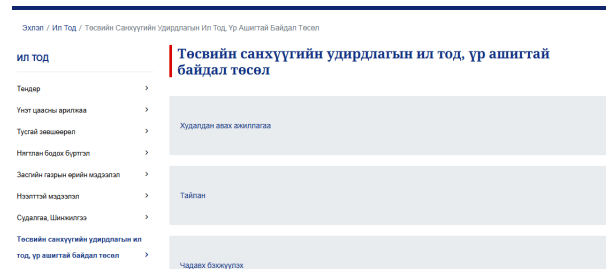 Эхлэл / Ил Тод / Төсвийн Санхүүгийн Удирдлагын Ил Тод, Үр Ашигтай Байдал Төсөл
ИЛ ТОД
Тендер
Үнэт цаасны арилжаа
Тусгай зөвшөөрөл
Нягтлан бодох бүртгэл
Засгийн газрын өрийн мэдээлэл
Нээлттэй мэдээлэл
Судалгаа, Шинжилгээ
Төсвийн санхүүгийн удирдлагын ил
тод, үр ашигтай байдал төсөл
Төсвийн санхүүгийн удирдлагын ил тод, үр ашигтай
байдал төсөл
Худалдан авах ажиллагаа
Тайлан
Чадавх бэхжүүлэх